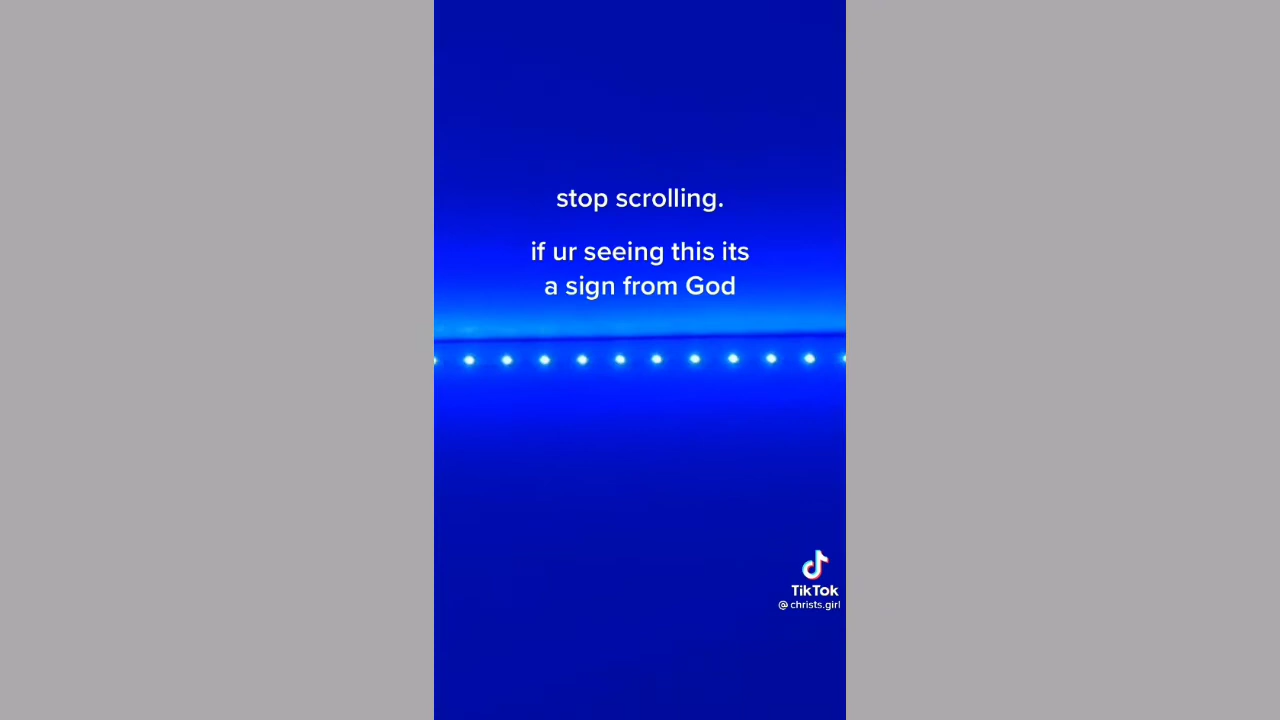 stop scrolling.
if ur seeing this its
a sign from God
TikTok
@ christs.girl